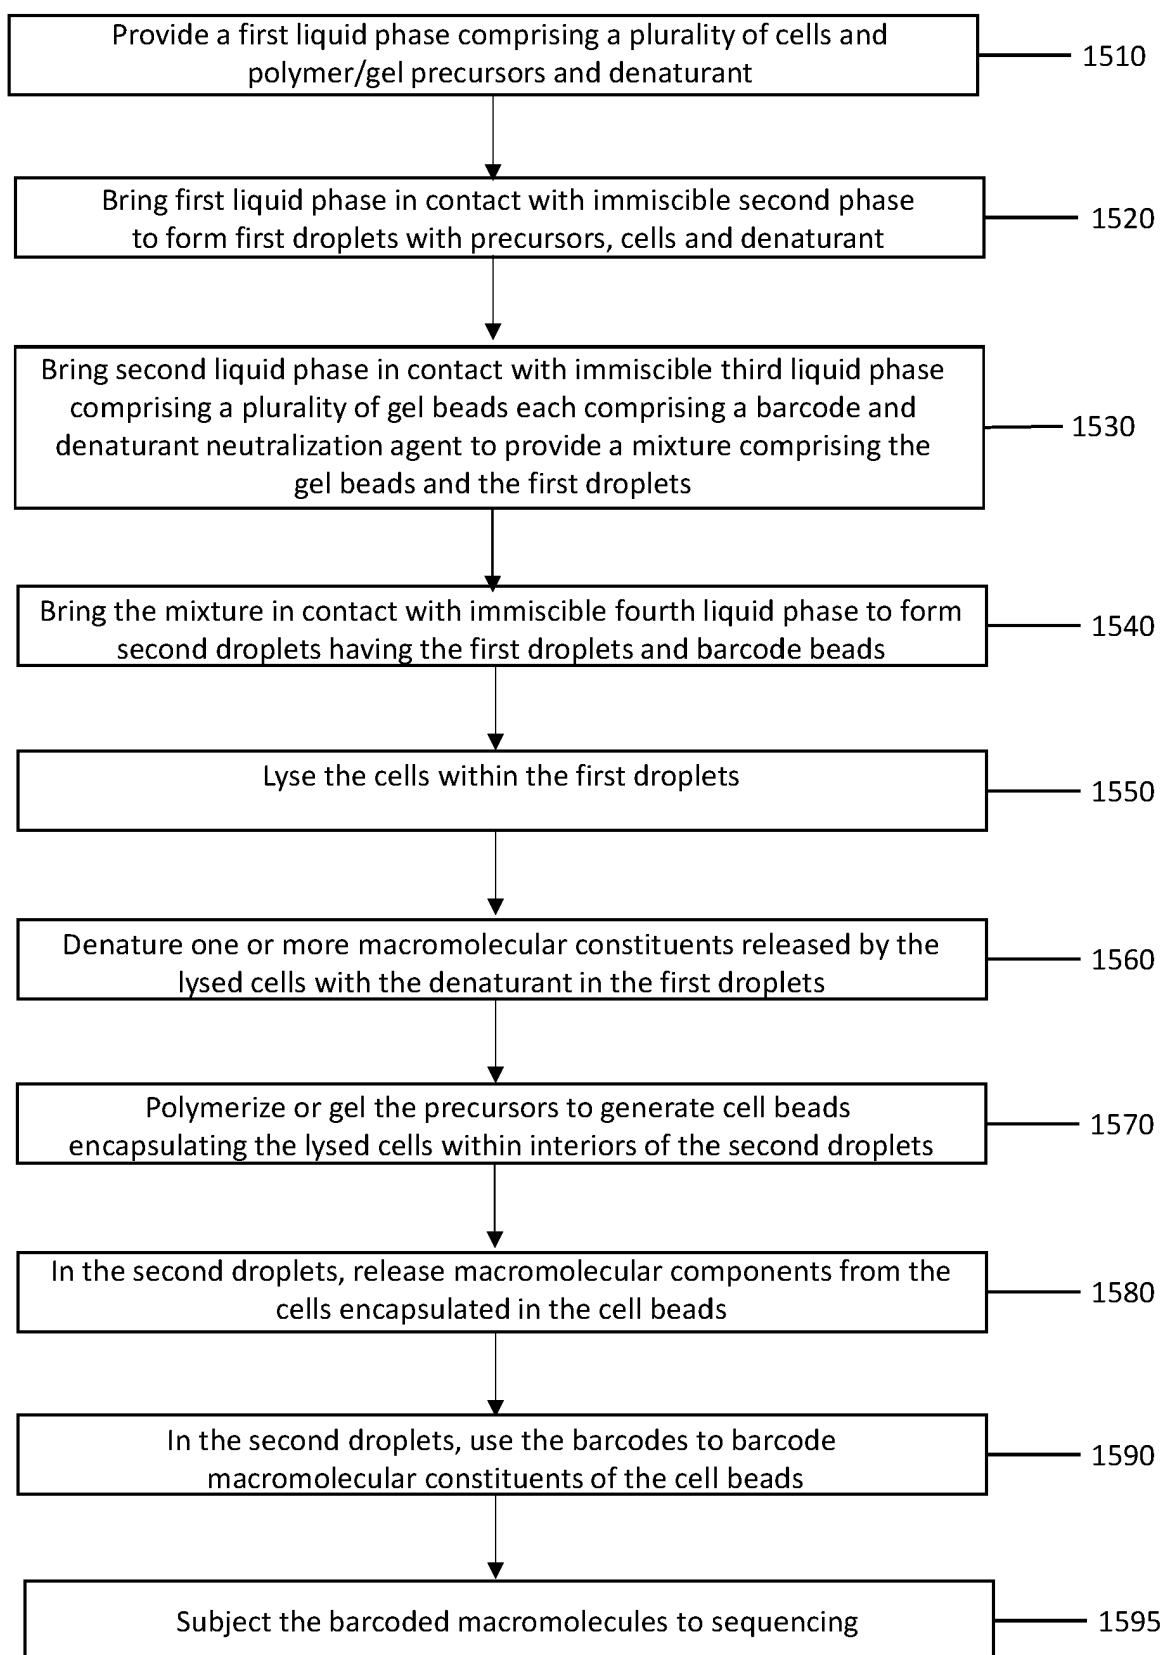 Provide a first liquid phase comprising a plurality of cells and
polymer/gel precursors and denaturant
1510
Bring first liquid phase in contact with immiscible second phase
to form first droplets with precursors, cells and denaturant
1520
Bring second liquid phase in contact with immiscible third liquid phase
comprising a plurality of gel beads each comprising a barcode and
denaturant neutralization agent to provide a mixture comprising the
gel beads and the first droplets
1530
Bring the mixture in contact with immiscible fourth liquid phase to form
second droplets having the first droplets and barcode beads
1540
Lyse the cells within the first droplets
1550
Denature one or more macromolecular constituents released by the
lysed cells with the denaturant in the first droplets
1560
Polymerize or gel the precursors to generate cell beads
encapsulating the lysed cells within interiors of the second droplets
1570
In the second droplets, release macromolecular components from the
cells encapsulated in the cell beads
1580
In the second droplets, use the barcodes to barcode
macromolecular constituents of the cell beads
1590
Subject the barcoded macromolecules to sequencing
1595